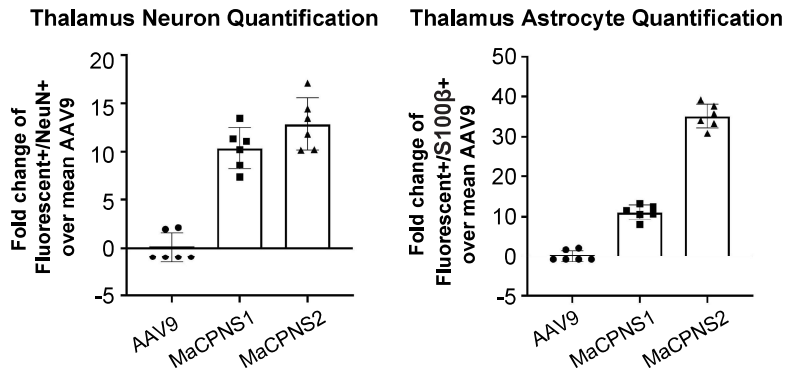 Thalamus Neuron Quantification
Fold change of
Fluorescent+/NeuN+
over mean AAV9
20
15
10
5
0
-5
AAV9
MaCPNS1
MaCPNS2
Thalamus Astrocyte Quantification
Fold change of
Fluorescent+/S100β+
over mean AAV9
50
40
30
20
10
0
-5
AAV9
MaCPNS1
MaCPNS2